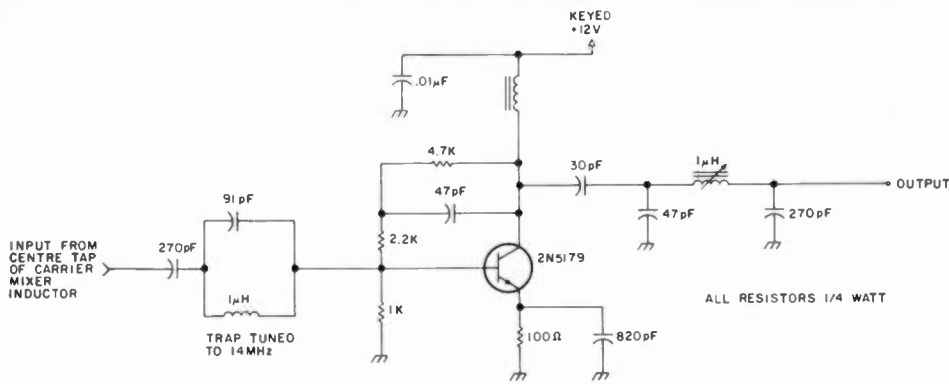 KEYED
+12V
.01µF
4.7K
30pF
1µH
OUTPUT
91pF
47pF
47pF
270pF
INPUT FROM
CENTRE TAP
OF CARRIER
MIXER
INDUCTOR
270pF
2.2K
2N5179
1µH
1K
ALL RESISTORS 1/4 WATT
TRAP TUNED
TO 14MHz
100Ω
820pF